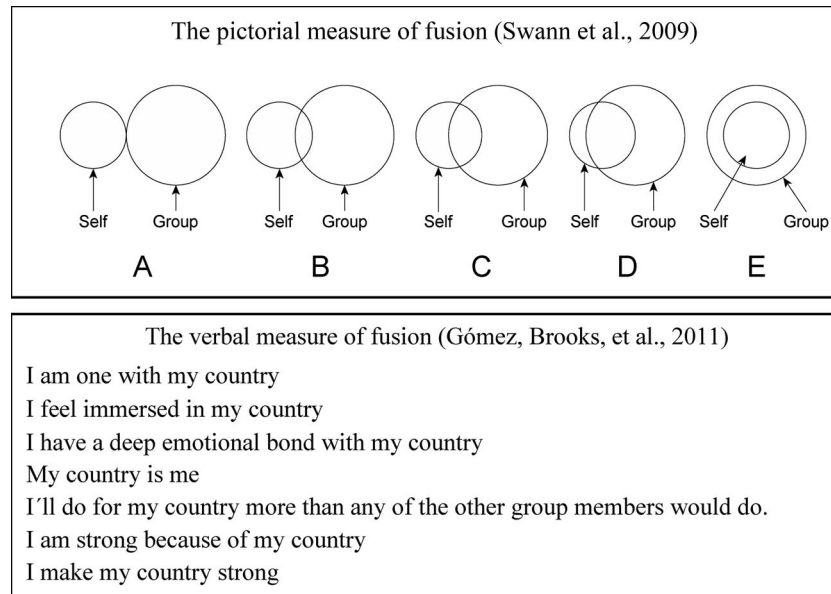 The pictorial measure of fusion (Swann et al., 2009)
Self Group Self Group Self Group Self Group Self Group
A B C D E
The verbal measure of fusion (Gómez, Brooks, et al., 2011)
I am one with my country
I feel immersed in my country
I have a deep emotional bond with my country
My country is me
I´ll do for my country more than any of the other group members would do.
I am strong because of my country
I make my country strong